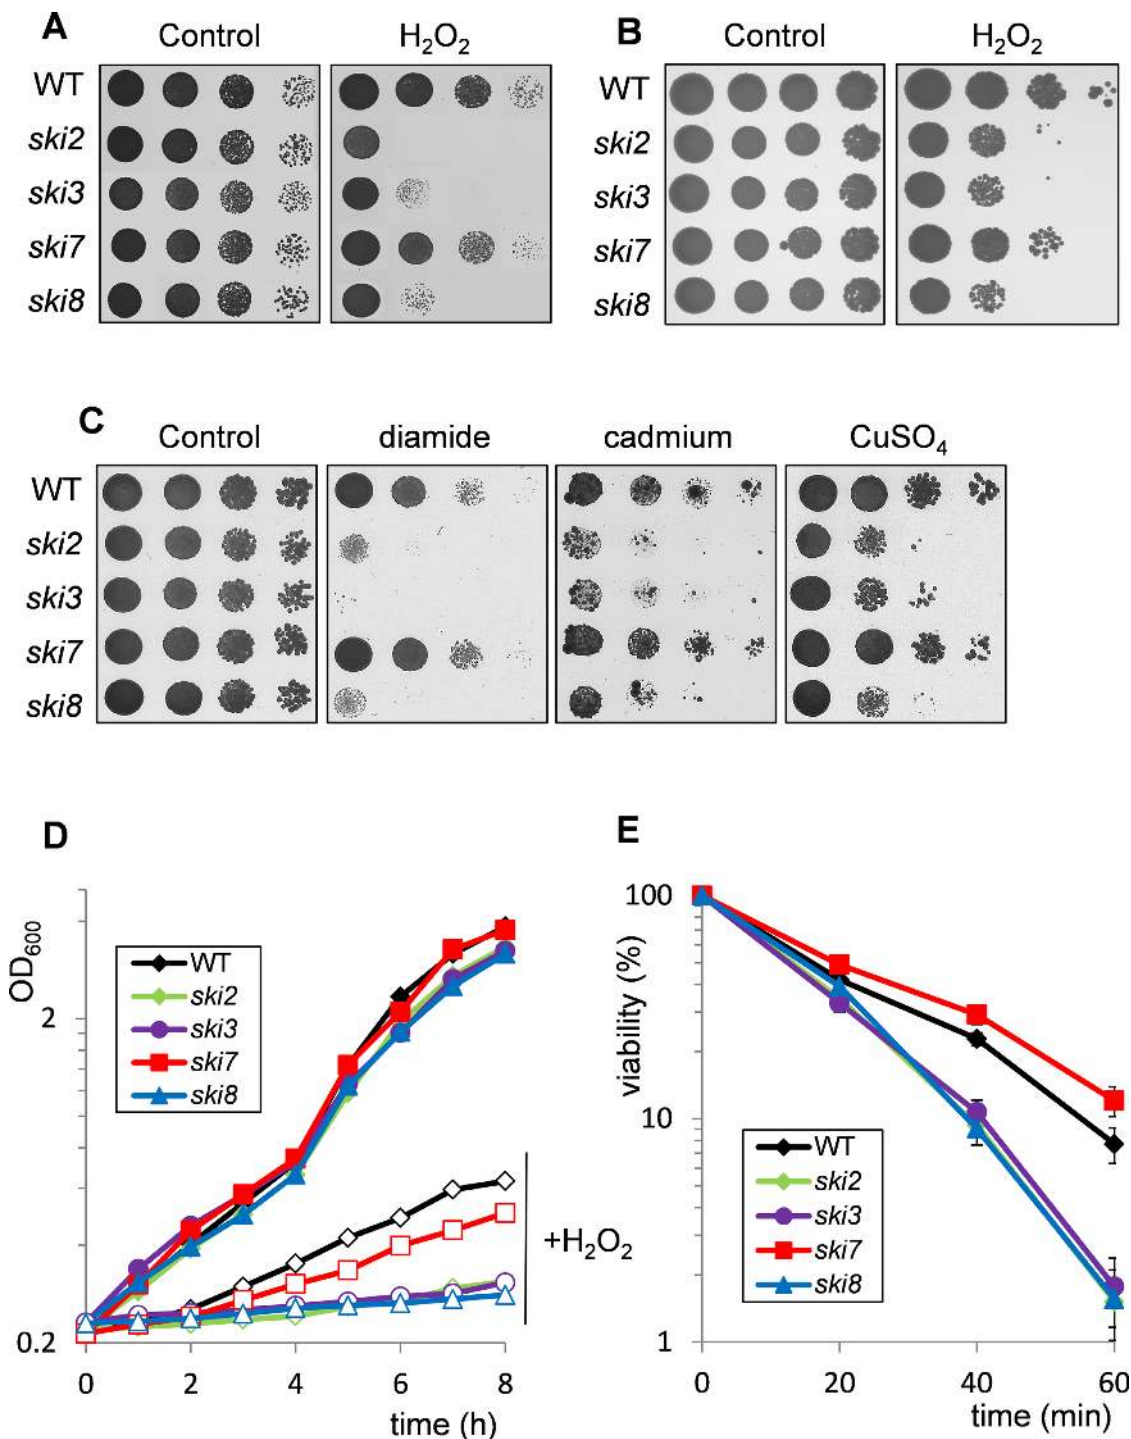 A
Control
H₂O₂
WT
ski2
ski3
ski7
ski8
B
Control
H₂O₂
WT
ski2
ski3
ski7
ski8
C
Control
diamide
cadmium
CuSO₄
WT
ski2
ski3
ski7
ski8
D
OD₆₀₀
2
0.2
WT
ski2
ski3
ski7
ski8
+H₂O₂
0 2 4 6 8
time (h)
E
viability (%)
100
10
1
WT
ski2
ski3
ski7
ski8
0 20 40 60
time (min)